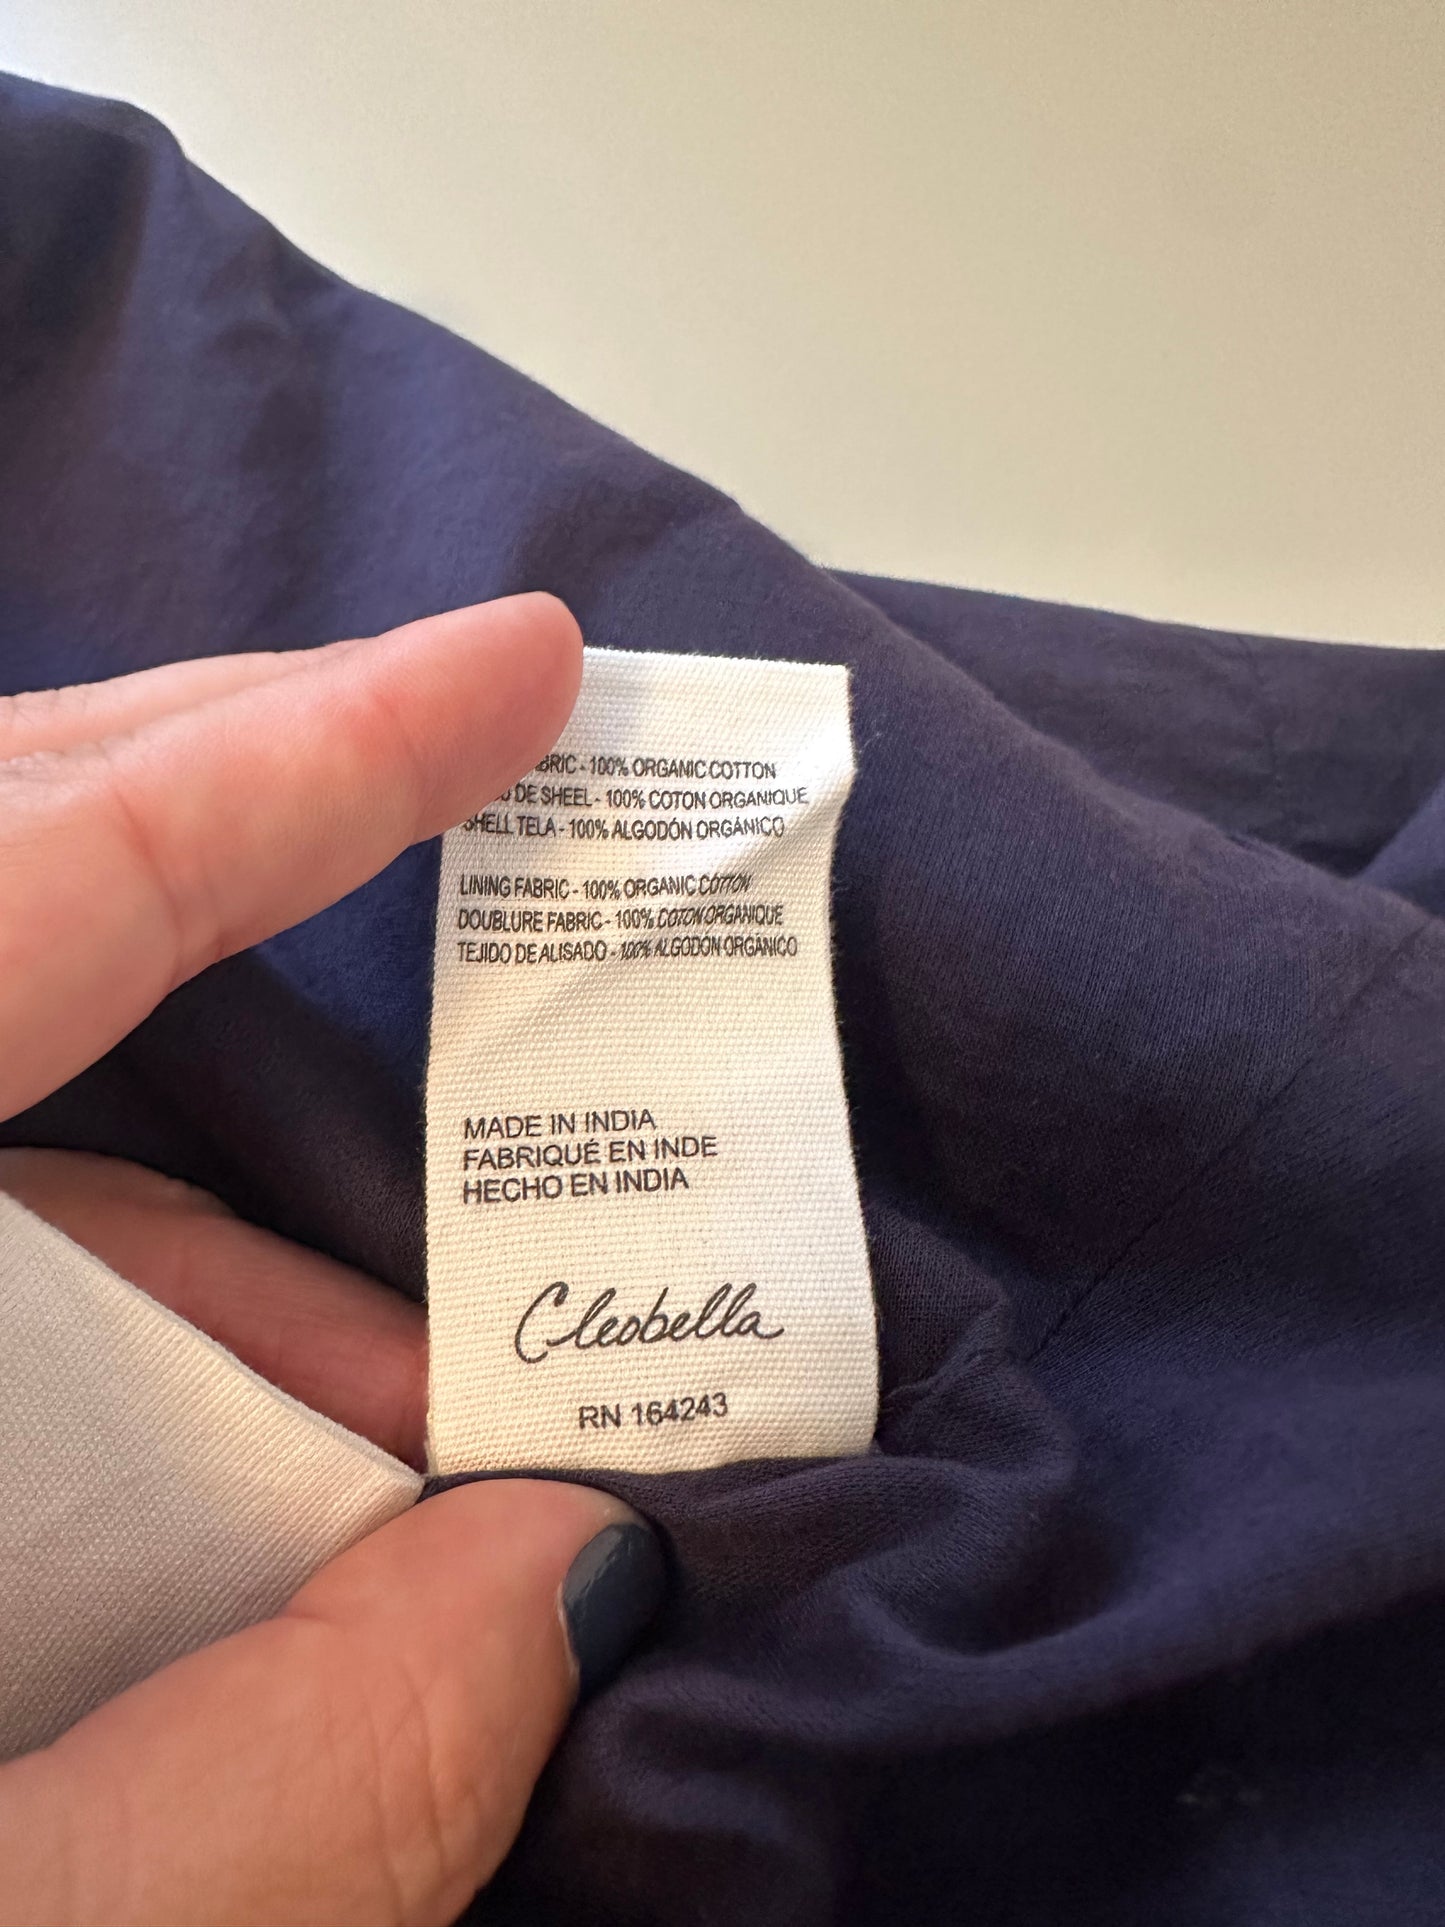 100% ORGANIC COTTON
DE SHEEL - 100% COTON ORGANIQUE
SHELL TELA - 100% ALGODÓN ORGÁNICO
LINING FABRIC - 100% ORGANIC COTTON
DOUBLURE FABRIC - 100% COTON ORGANIQUE
TEJIDO DE ALISADO - 100% ALGODÓN ORGÁNICO
MADE IN INDIA
FABRIQUÉ EN INDE
HECHO EN INDIA
Cleobella
RN 164243